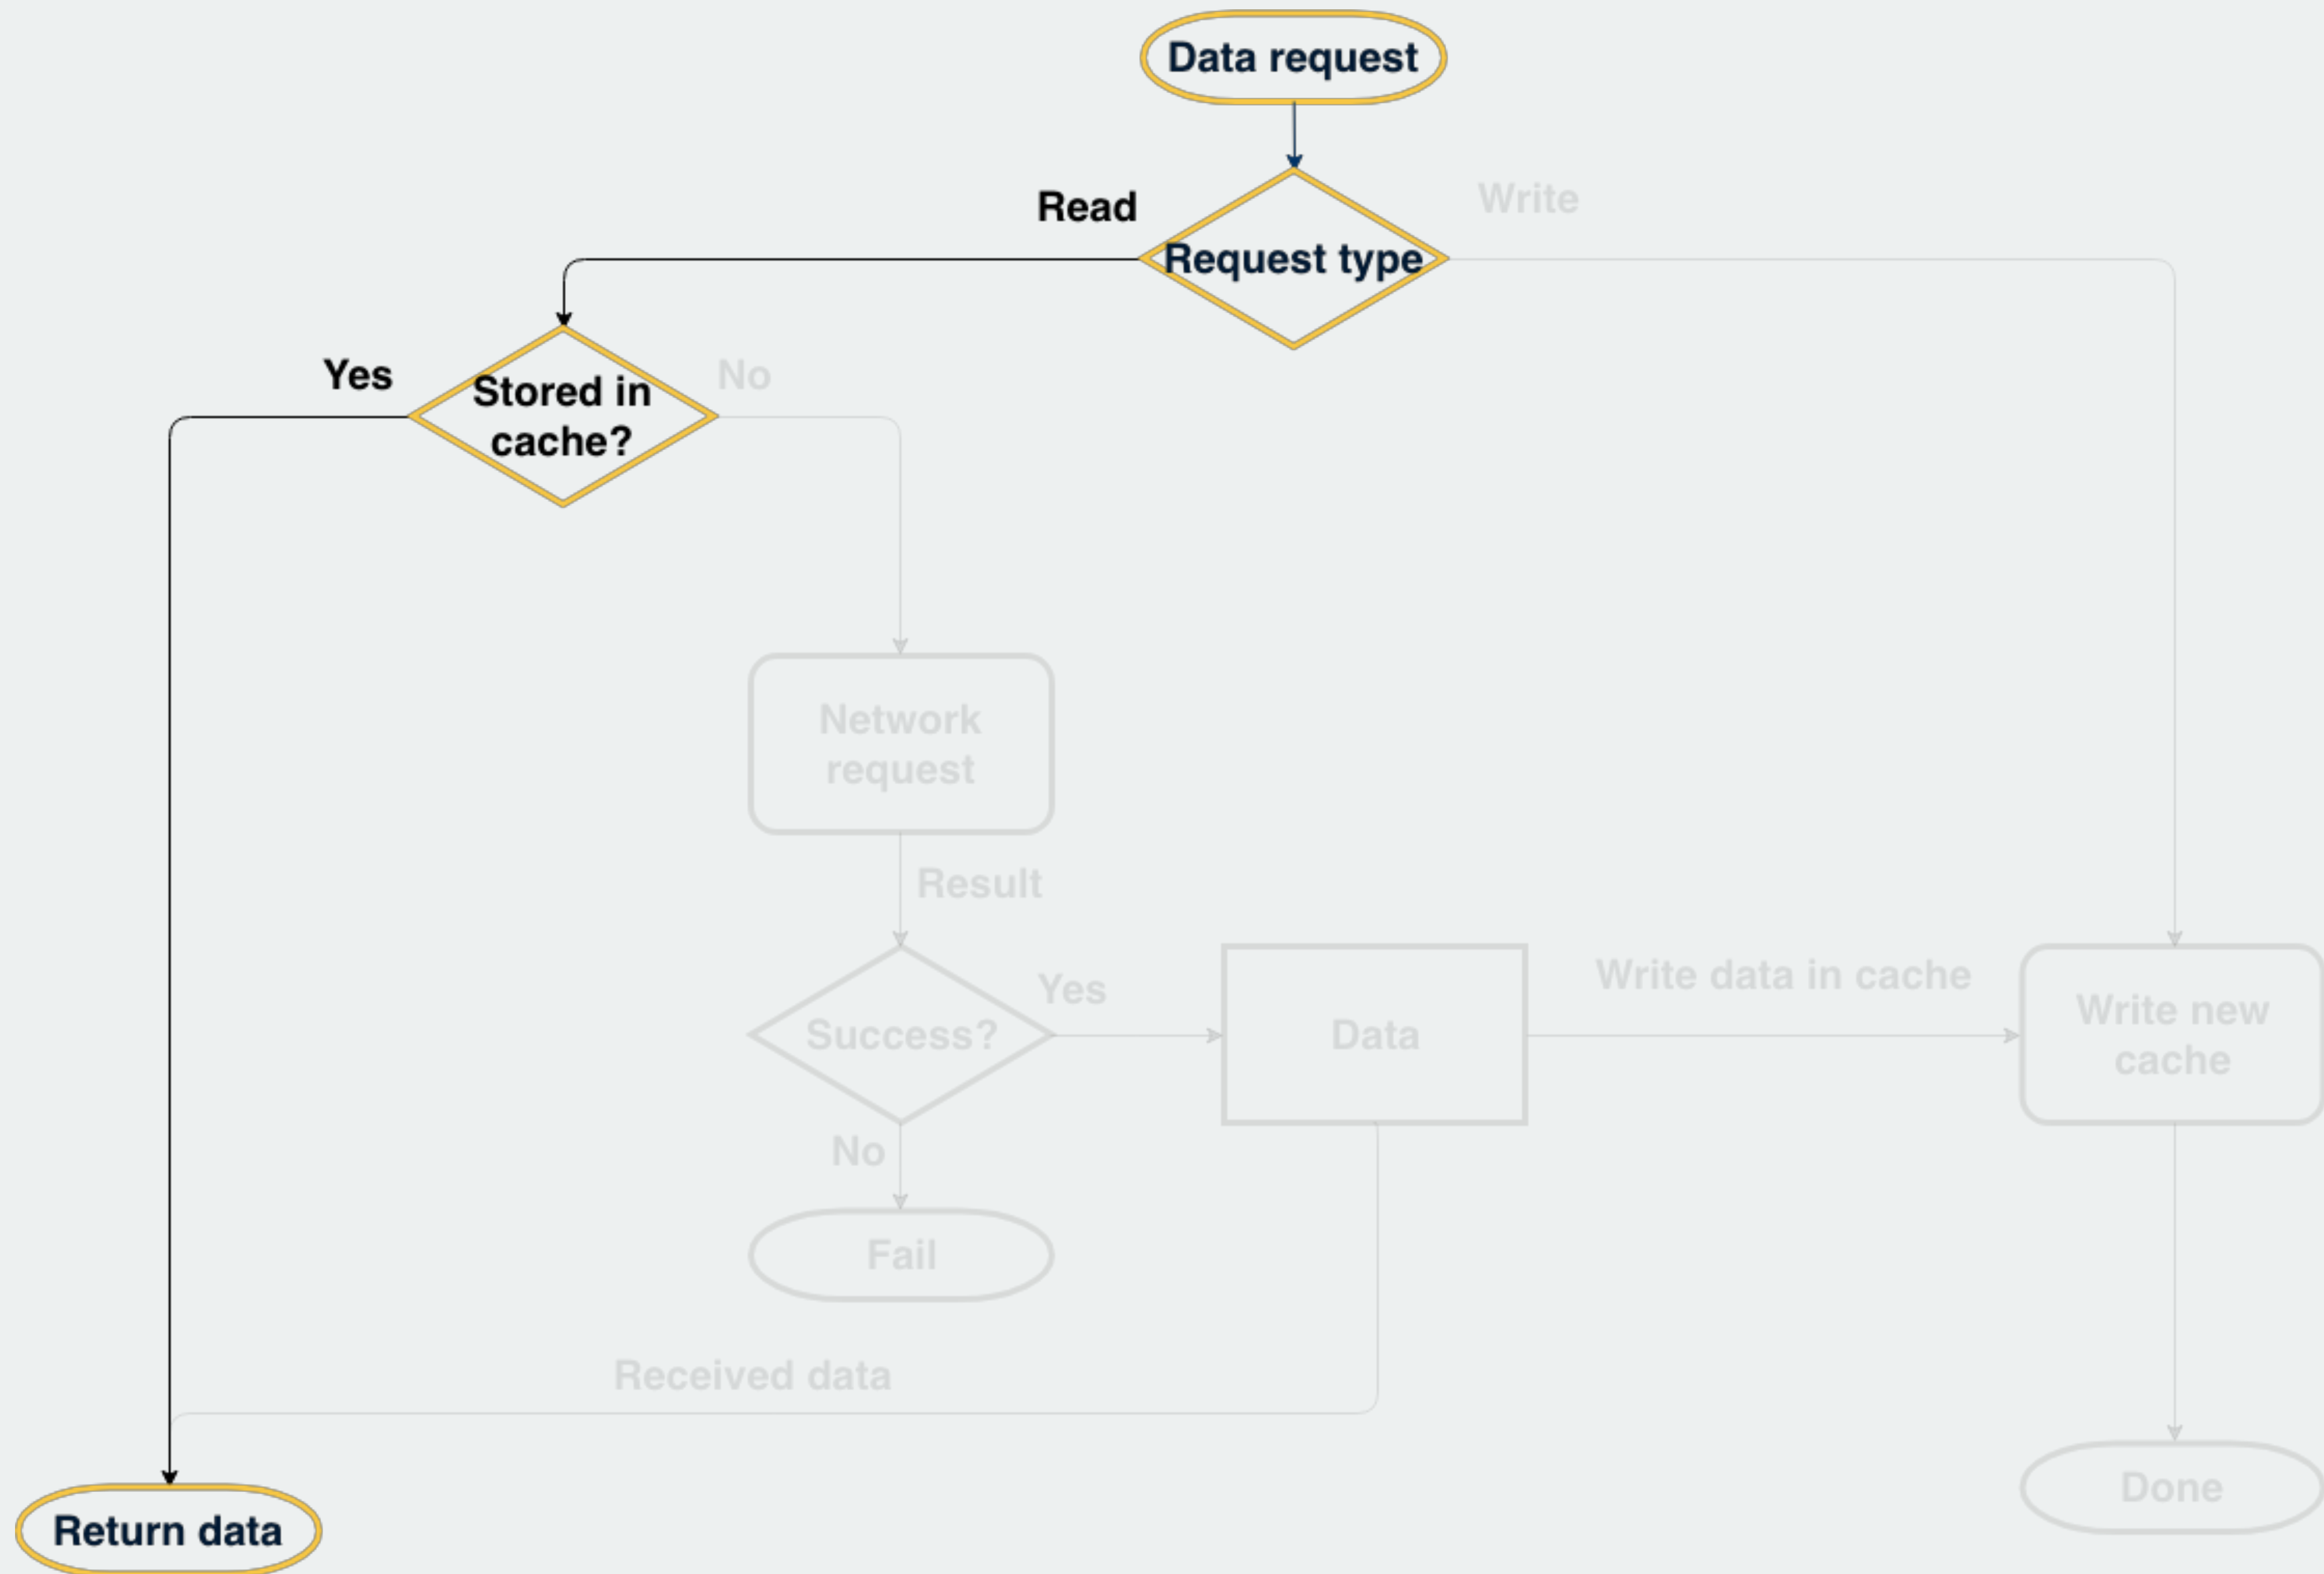 Data request
Read
Write
Request type
Yes
Stored in
cache?
No
Network
request
Result
Yes
Write data in cache
Success?
Data
Write new
cache
No
Fail
Received data
Done
Return data